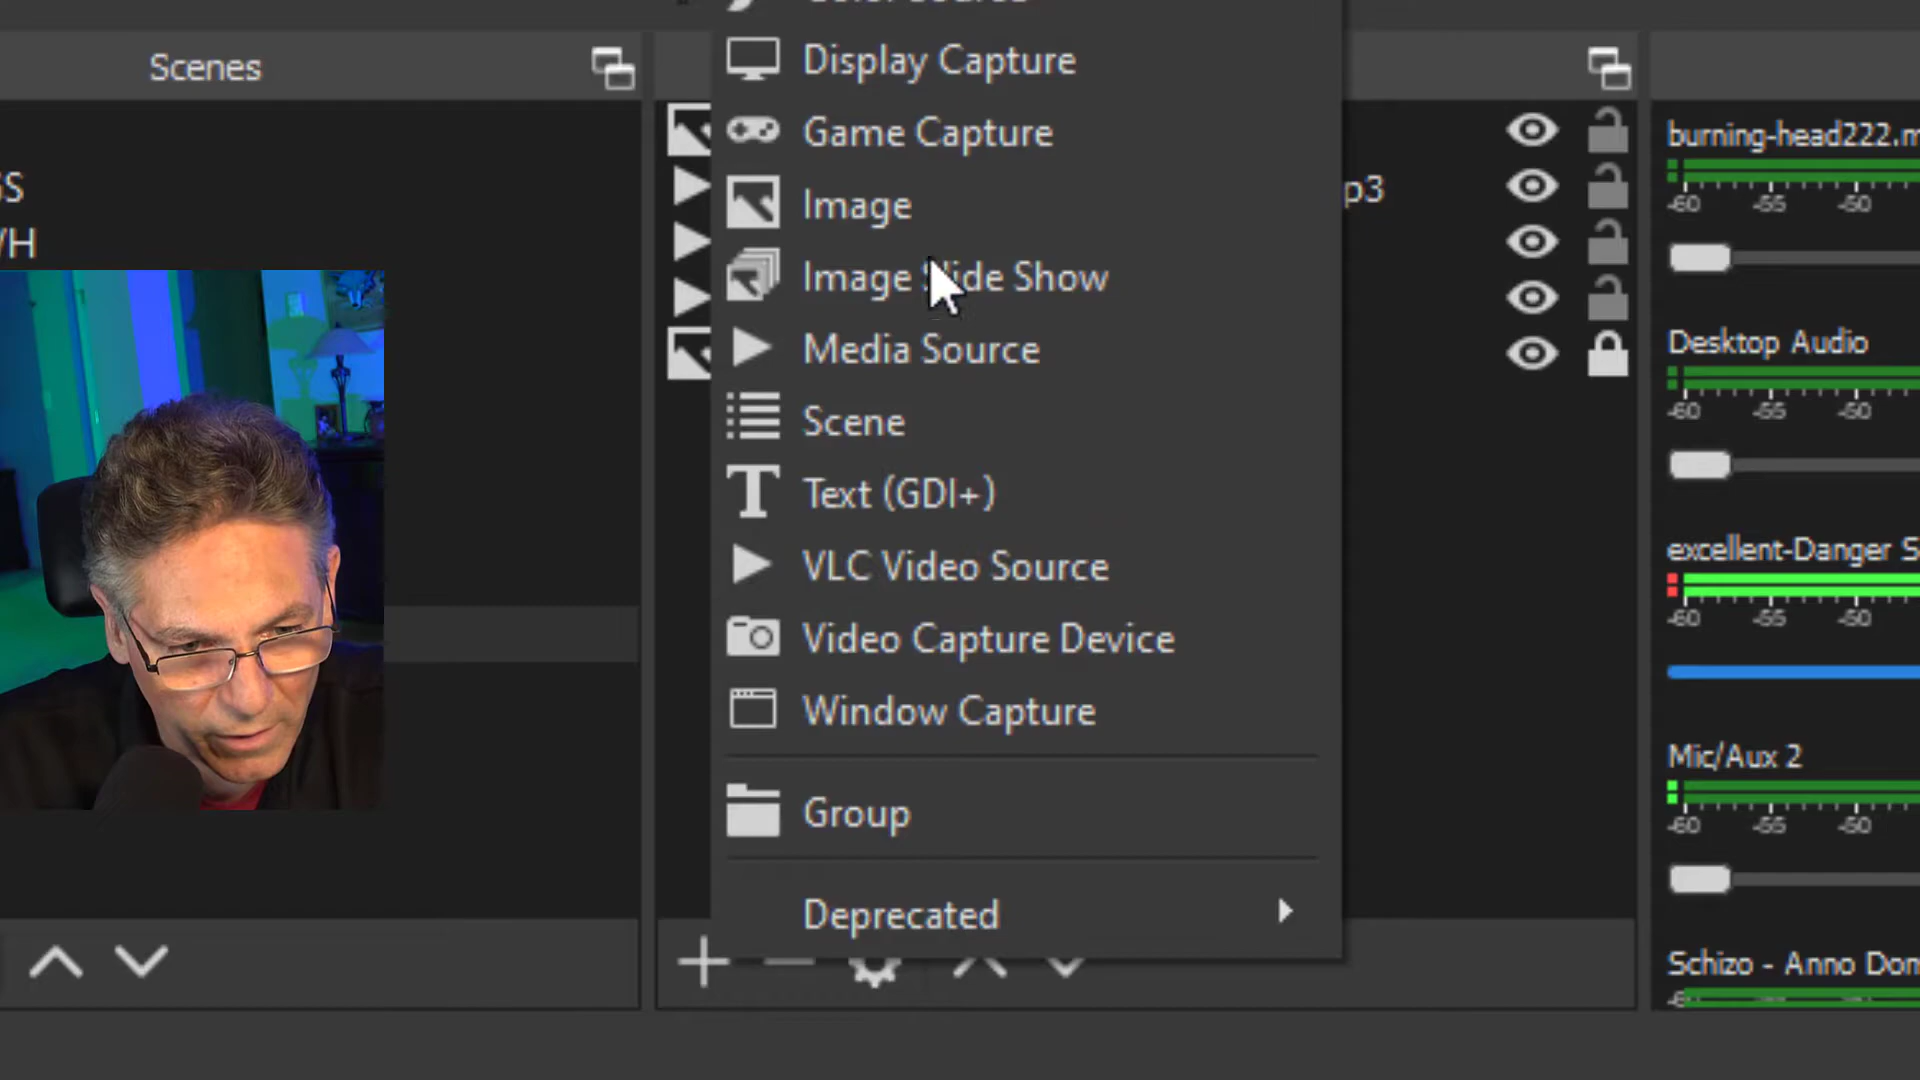 Scenes
Display Capture
Game Capture
Image
Image Slide Show
Media Source
Scene
Text (GDI+)
VLC Video Source
Video Capture Device
Window Capture
Group
Deprecated
GS
/H
p3
burning-head222.m
-60 -55 -50
Desktop Audio
-60 -55 -50
excellent-Danger S
-60 -55 -50
Mic/Aux 2
-60 -55 -50
Schizo - Anno Dom